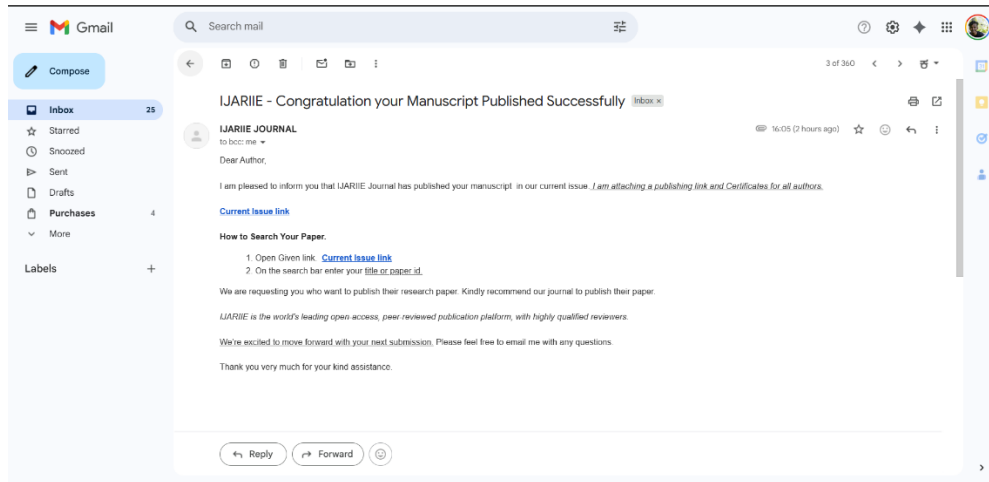 Gmail
Search mail
Compose
3 of 360
Inbox 25
Starred
Snoozed
Sent
Drafts
Purchases 4
More
Labels +
IJARIIE - Congratulation your Manuscript Published Successfully Inbox x
IJARIIE JOURNAL 16:05 (2 hours ago)
to bcc: me
Dear Author,
I am pleased to inform you that IJARIIE Journal has published your manuscript in our current issue. I am attaching a publishing link and Certificates for all authors.
Current Issue link
How to Search Your Paper.
1. Open Given link. Current Issue link
2. On the search bar enter your title or paper id.
We are requesting you who want to publish their research paper. Kindly recommend our journal to publish their paper.
IJARIIE is the world's leading open-access, peer-reviewed publication platform, with highly qualified reviewers.
We're excited to move forward with your next submission. Please feel free to email me with any questions.
Thank you very much for your kind assistance.
Reply Forward